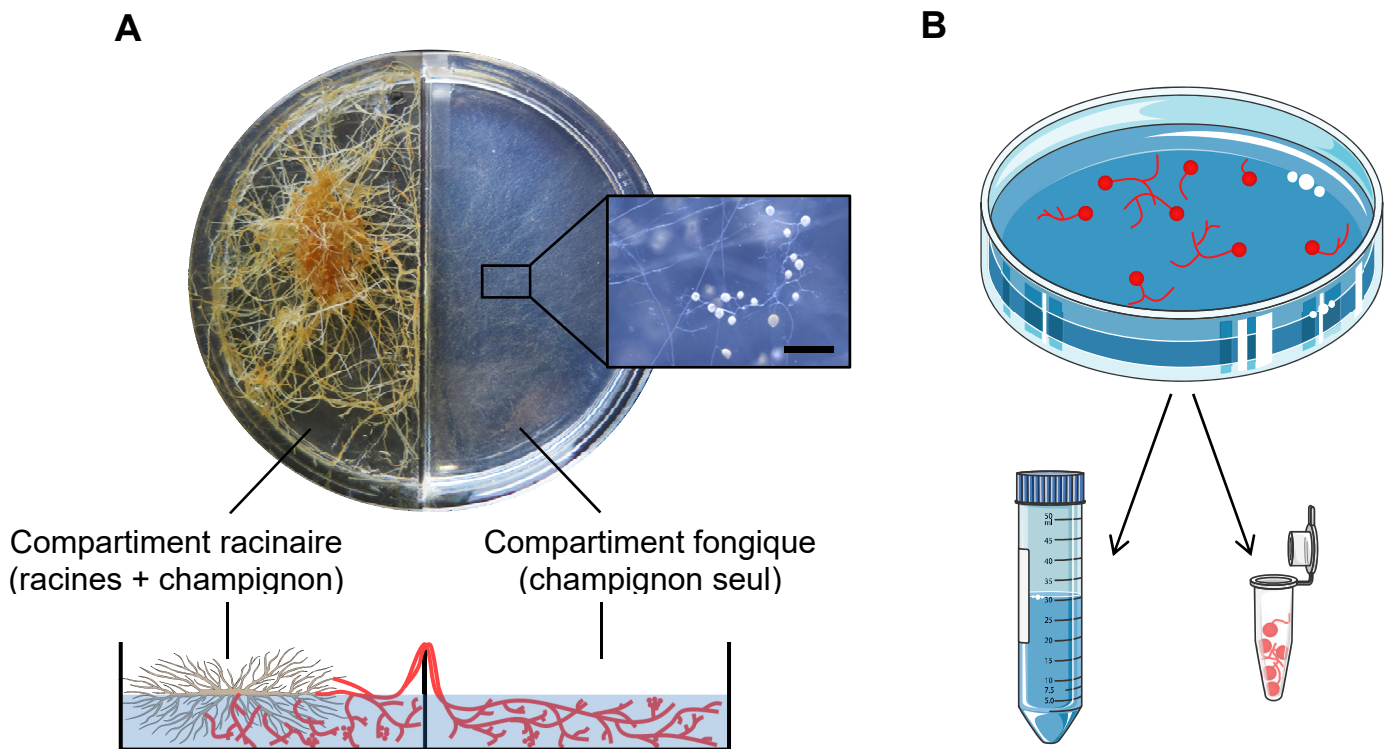 A
B
Compartiment racinaire
(racines + champignon)
Compartiment fongique
(champignon seul)
50
ml
45
40
35
30
25
20
15
10
7.5
5.0